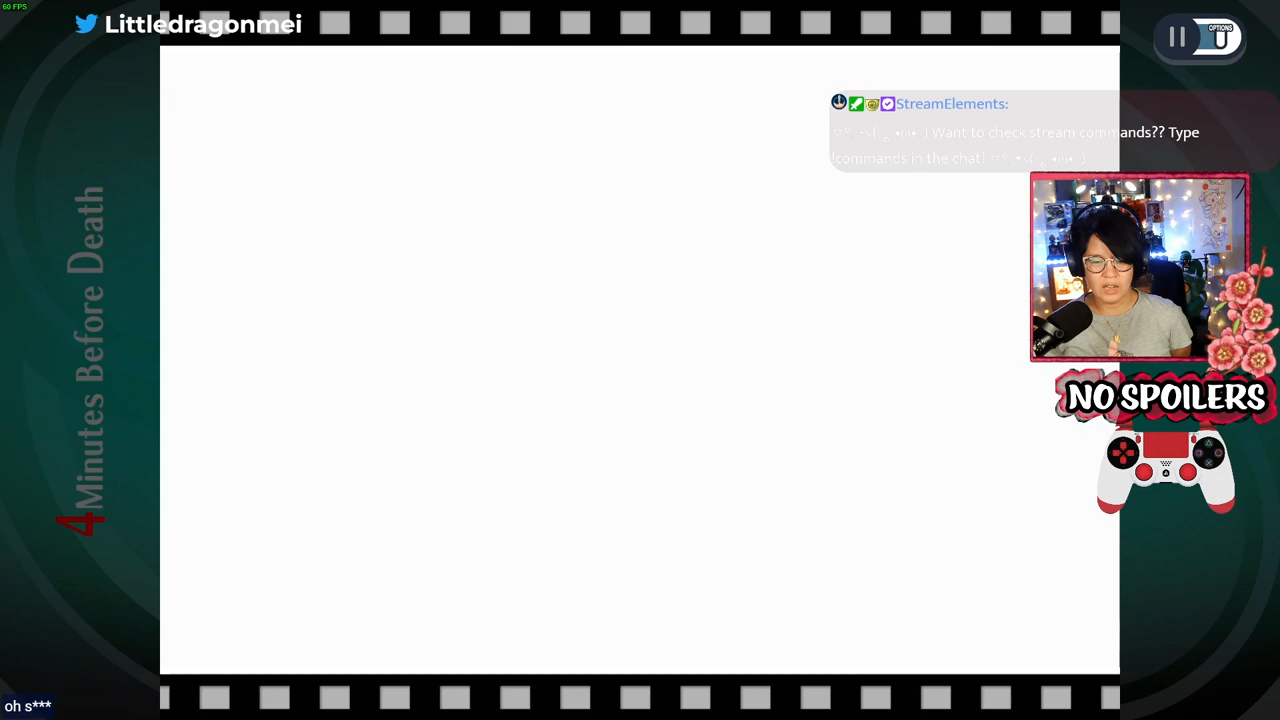 60 FPS
Littledragonmei
OPTIONS
StreamElements:
Want to check stream commands?? Type
!commands in the chat!
4 Minutes Before Death
NO SPOILERS
oh s***